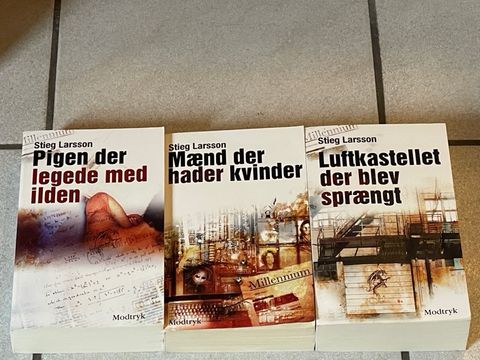 Millennium
Stieg Larsson
Pigen der
legede med
ilden
Modtryk
Stieg Larsson
Mænd der
hader kvinder
Millennium
Modtryk
Millennium
Stieg Larsson
Luftkastellet
der blev
sprængt
Modtryk